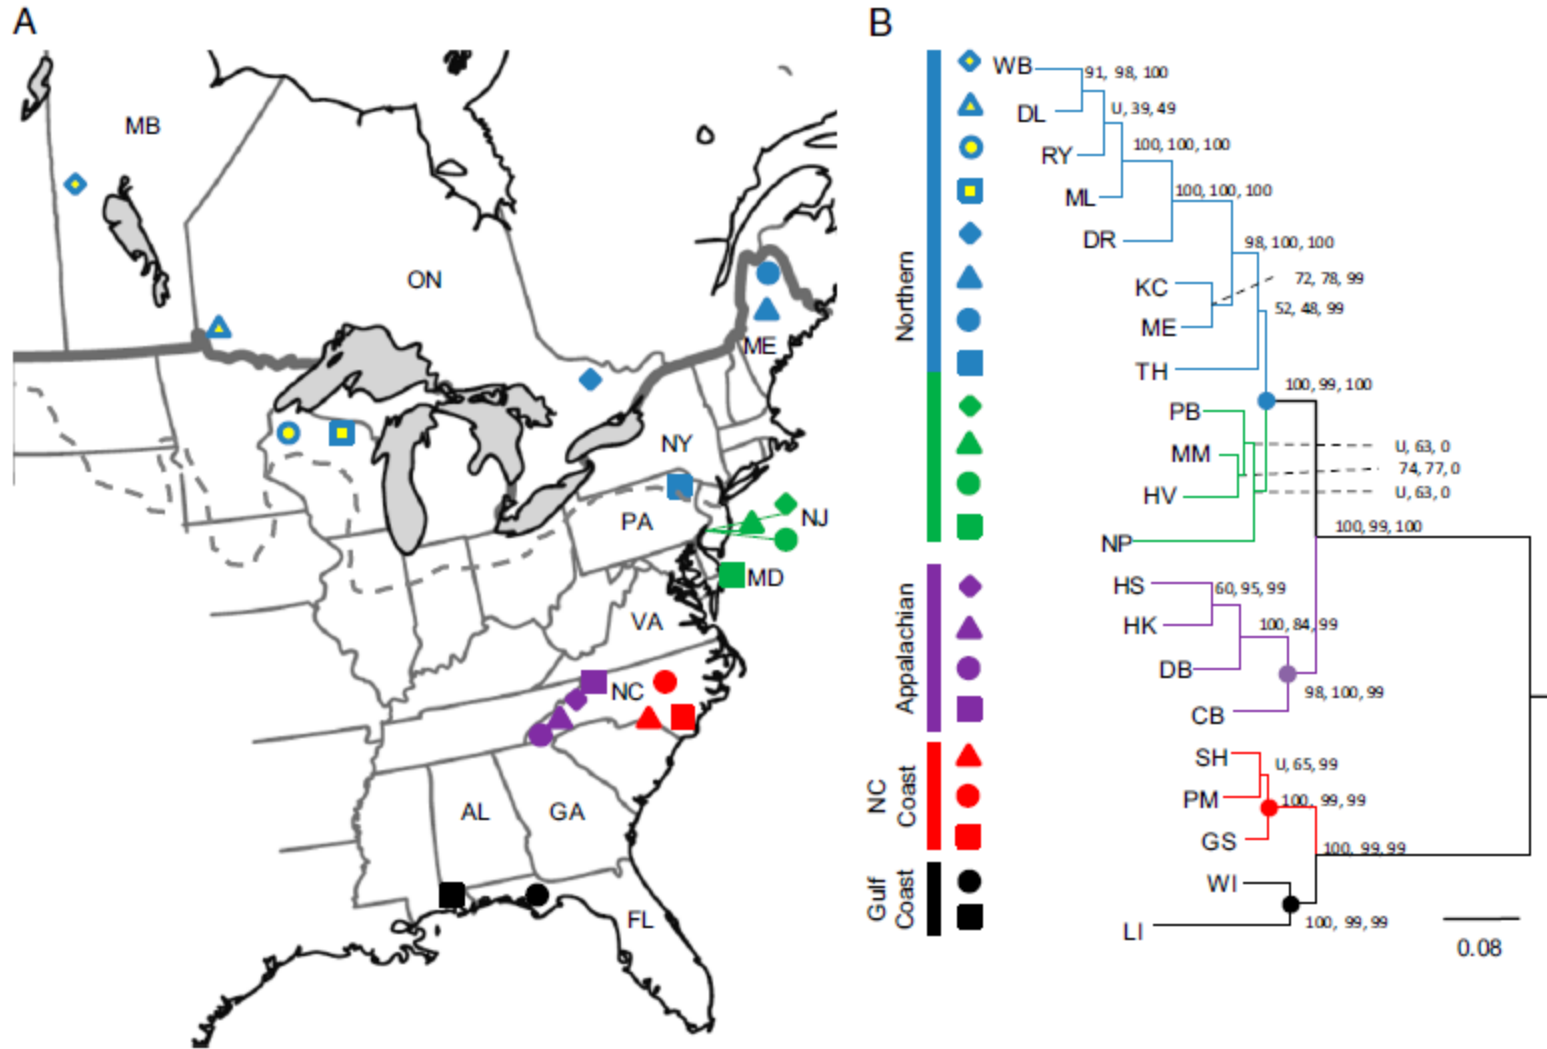 A
MB
ON
ME
NY
PA
NJ
MD
VA
NC
AL
GA
FL
B
Northern
Appalachian
NC
Coast
Gulf
Coast
WB
91, 98, 100
DL
U, 39, 49
RY
100, 100, 100
ML
100, 100, 100
DR
98, 100, 100
KC
72, 78, 99
ME
52, 48, 99
TH
100, 99, 100
PB
MM
U, 63, 0
74, 77, 0
HV
U, 63, 0
100, 99, 100
NP
HS
60, 95, 99
HK
100, 84, 99
DB
98, 100, 99
CB
SH
U, 65, 99
PM
100, 99, 99
GS
100, 99, 99
WI
LI
100, 99, 99
0.08